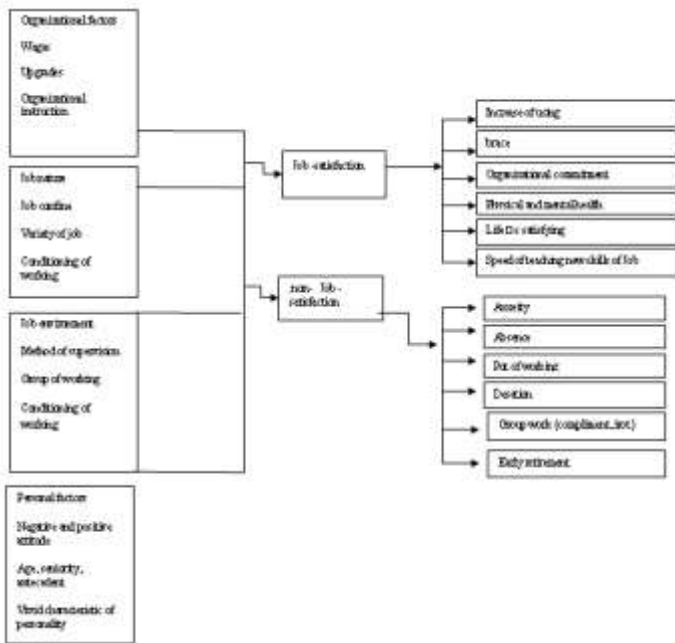 Organizational factors
Wages
Upgrades
Organizational
instruction
Job nature
Job confine
Variety of job
Conditioning of
working
Job environment
Method of supervision
Group of working
Conditioning of
working
Personal factors
Negative and positive
attitude
Age, seniority,
antecedent
Vivid characteristic of
personality
Job -satisfaction
non- Job -
satisfaction
Increase of
brace
Organizational commitment
Physical and mental health
Life satisfying
Speed of teaching new skills of Job
Anxiety
Absence
of working
Group work (compliment,
Early retirement